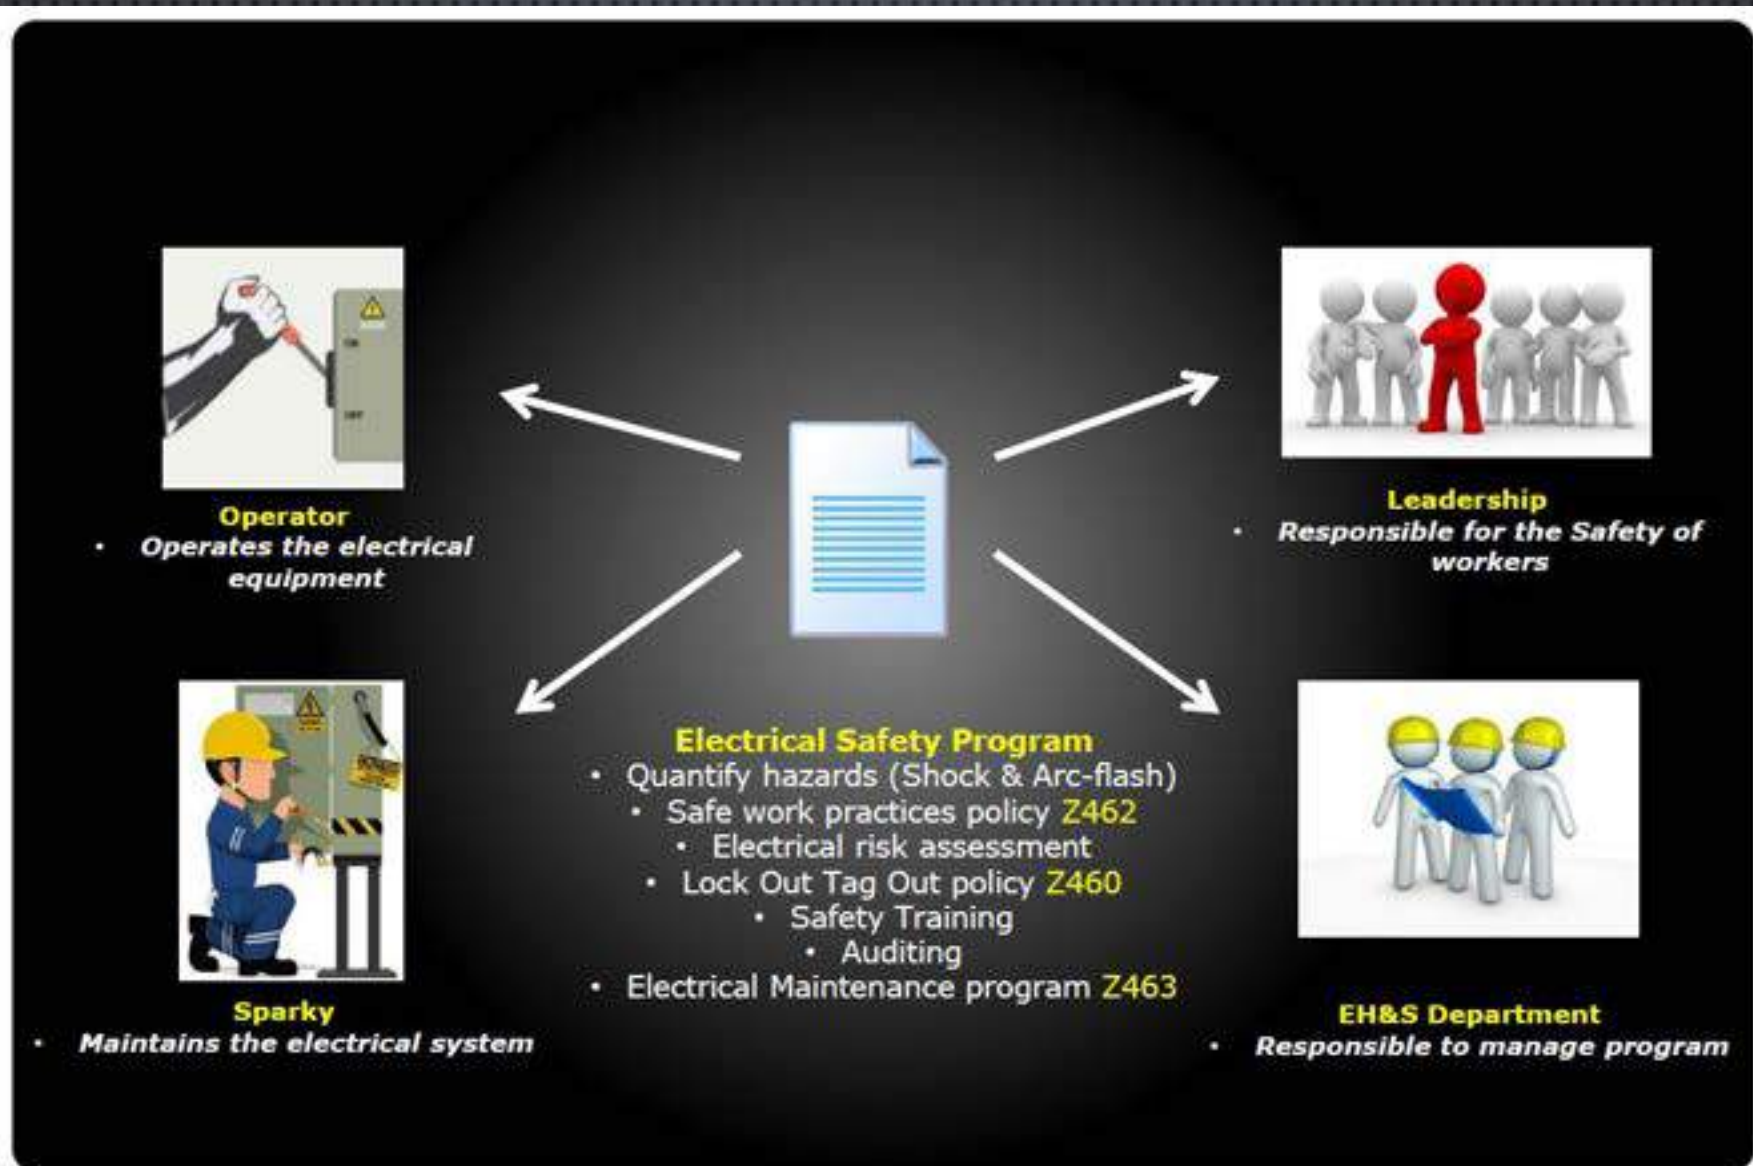 ON
OFF
Operator
• Operates the electrical
equipment
Leadership
• Responsible for the Safety of
workers
Electrical Safety Program
• Quantify hazards (Shock & Arc-flash)
• Safe work practices policy Z462
• Electrical risk assessment
• Lock Out Tag Out policy Z460
• Safety Training
• Auditing
• Electrical Maintenance program Z463
Sparky
• Maintains the electrical system
EH&S Department
• Responsible to manage program